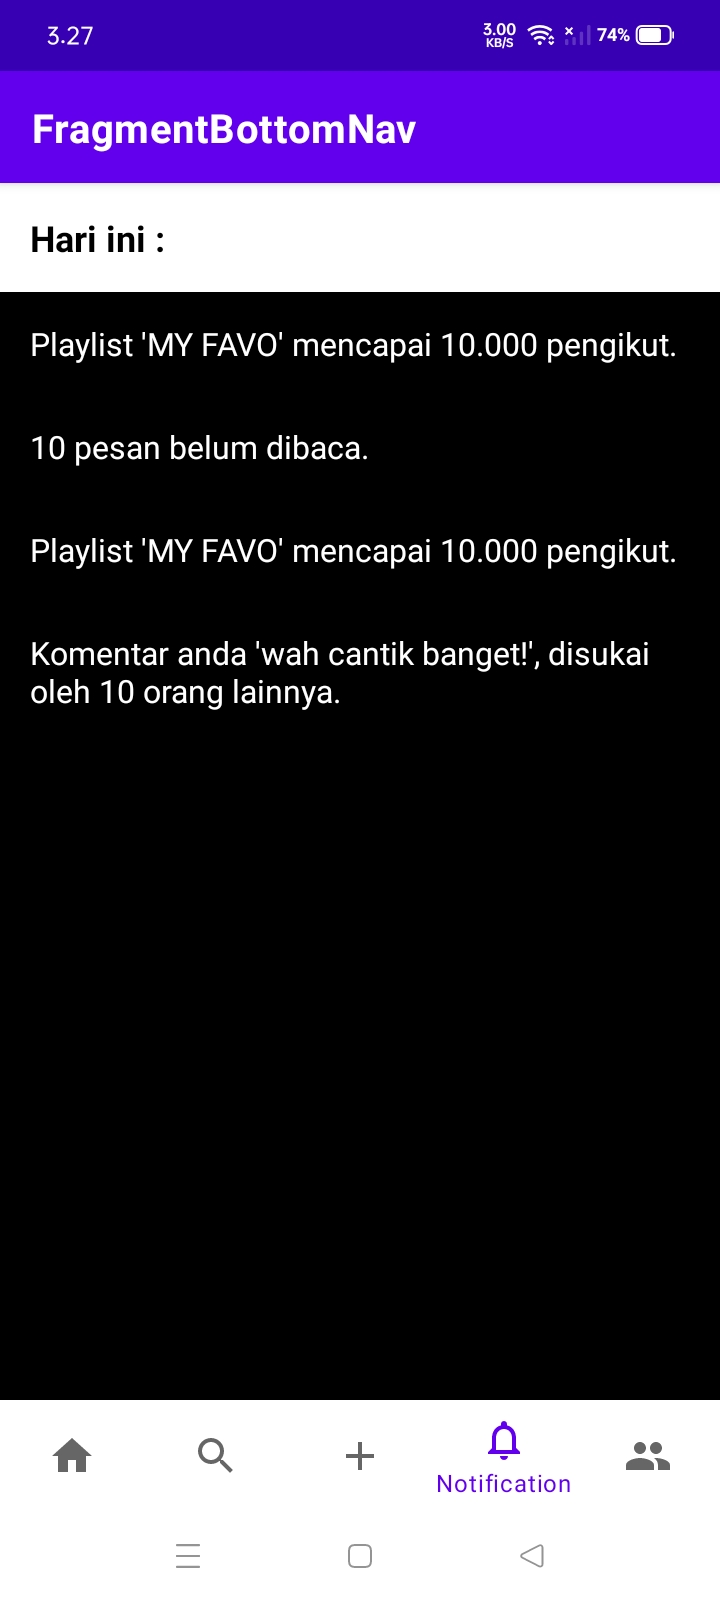 3.27
3.00
KB/S
74%
FragmentBottomNav
Hari ini :
Playlist 'MY FAVO' mencapai 10.000 pengikut.
10 pesan belum dibaca.
Playlist 'MY FAVO' mencapai 10.000 pengikut.
Komentar anda 'wah cantik banget!', disukai
oleh 10 orang lainnya.
Notification